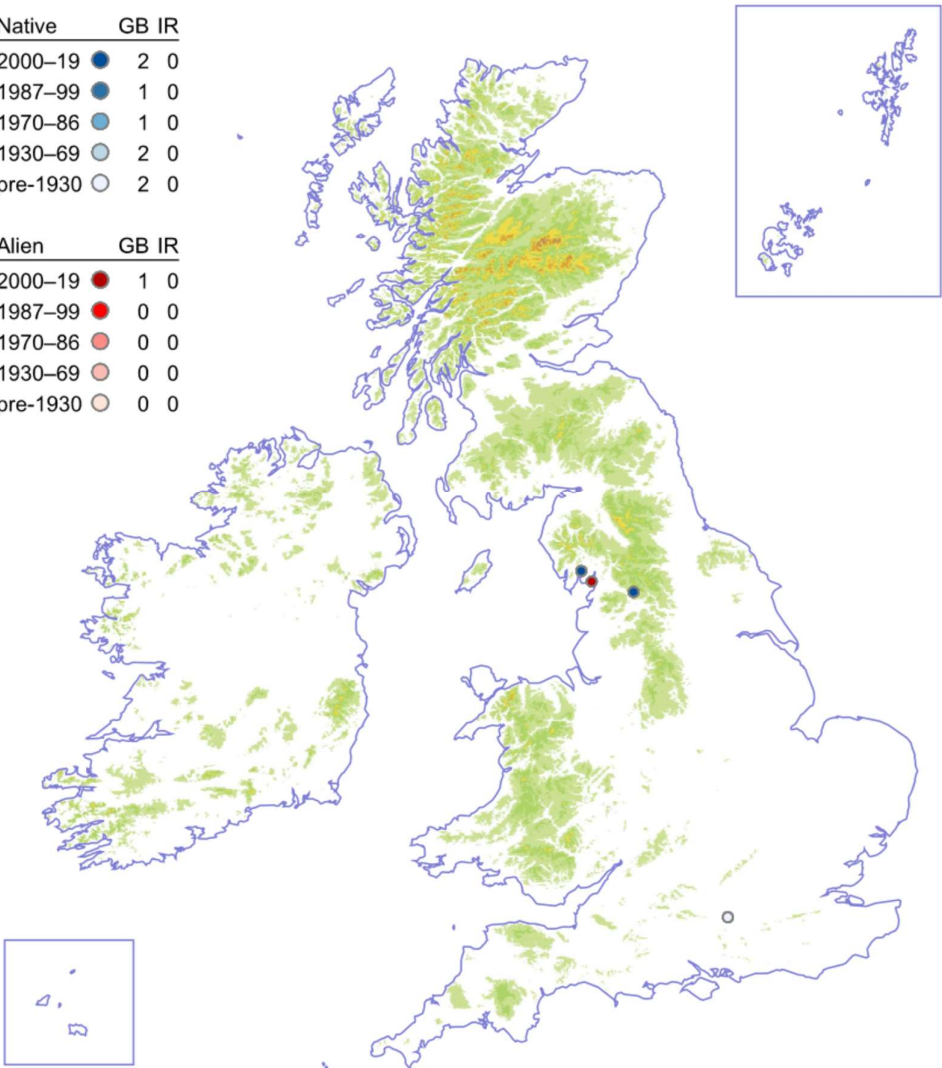 Native GB IR
2000–19 2 0
1987–99 1 0
1970–86 1 0
1930–69 2 0
pre-1930 2 0
Alien GB IR
2000–19 1 0
1987–99 0 0
1970–86 0 0
1930–69 0 0
pre-1930 0 0